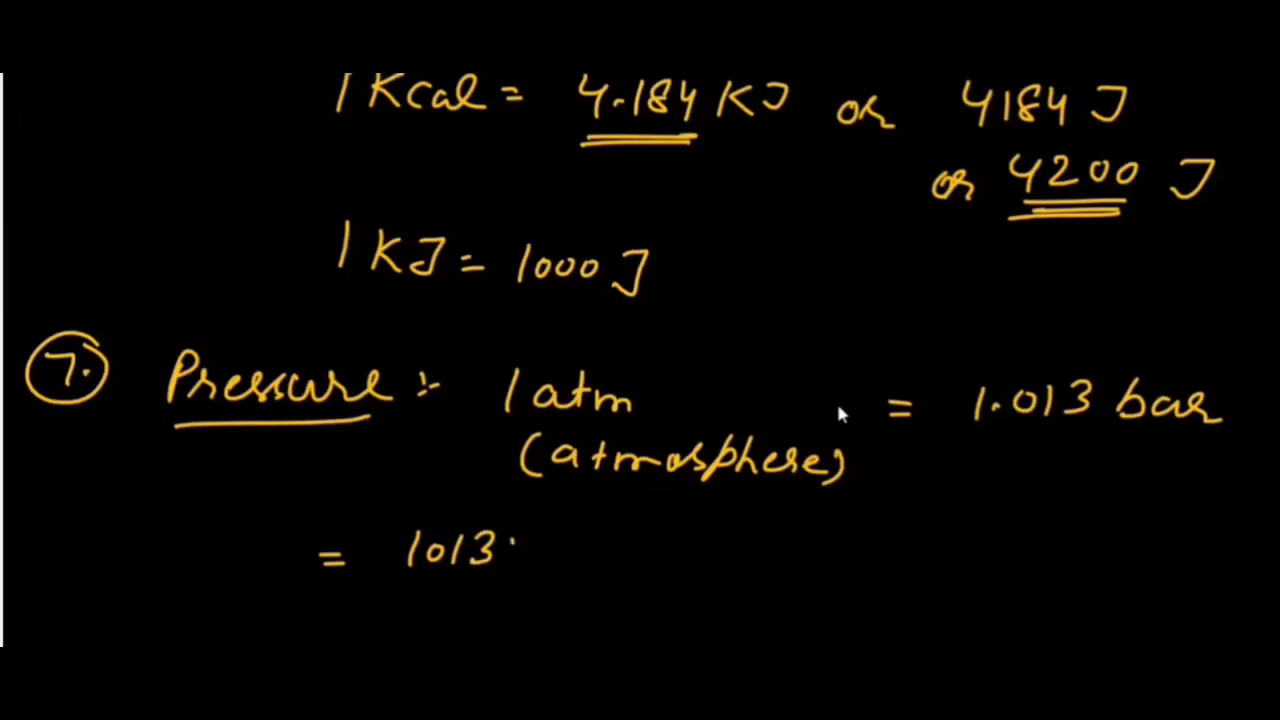 1 Kcal = 4.184 KJ or 4184 J
or 4200 J
1 KJ = 1000 J
7. Pressure :- 1 atm = 1.013 bar
(atmosphere)
= 1013.